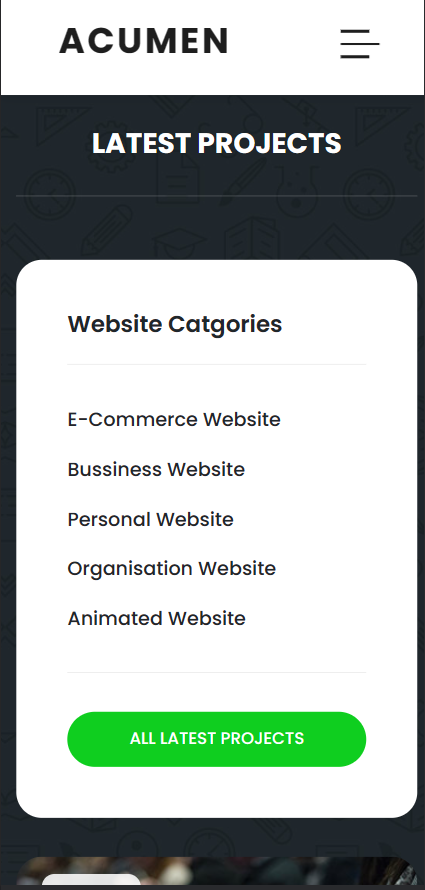 ACUMEN
LATEST PROJECTS
Website Catgories
E-Commerce Website
Bussiness Website
Personal Website
Organisation Website
Animated Website
ALL LATEST PROJECTS